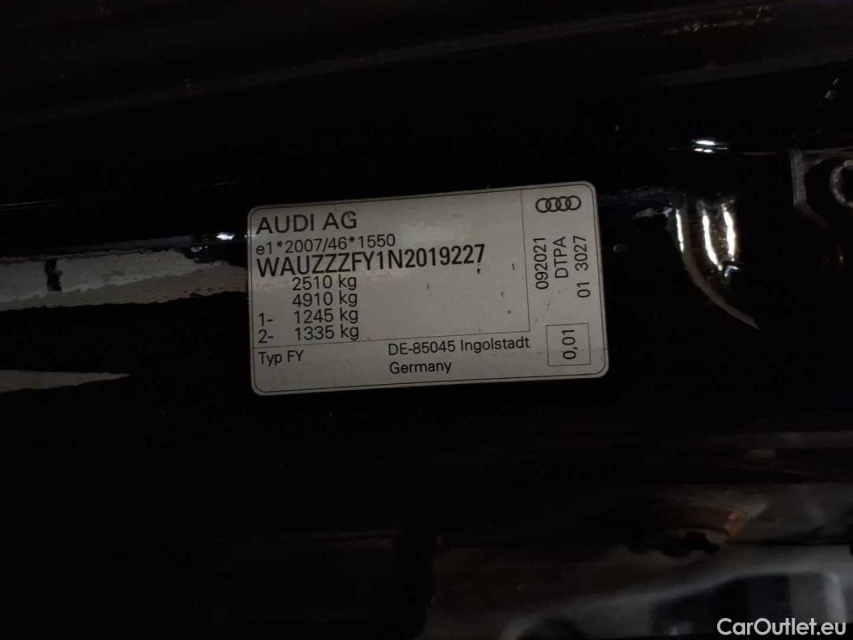 AUDI AG
e1*2007/46*1550
WAUZZZFY1N2019227
2510 kg
4910 kg
1- 1245 kg
2- 1335 kg
Typ FY
DE-85045 Ingolstadt
Germany
092021
DTPA
01 3027
0,01
CarOutlet.eu